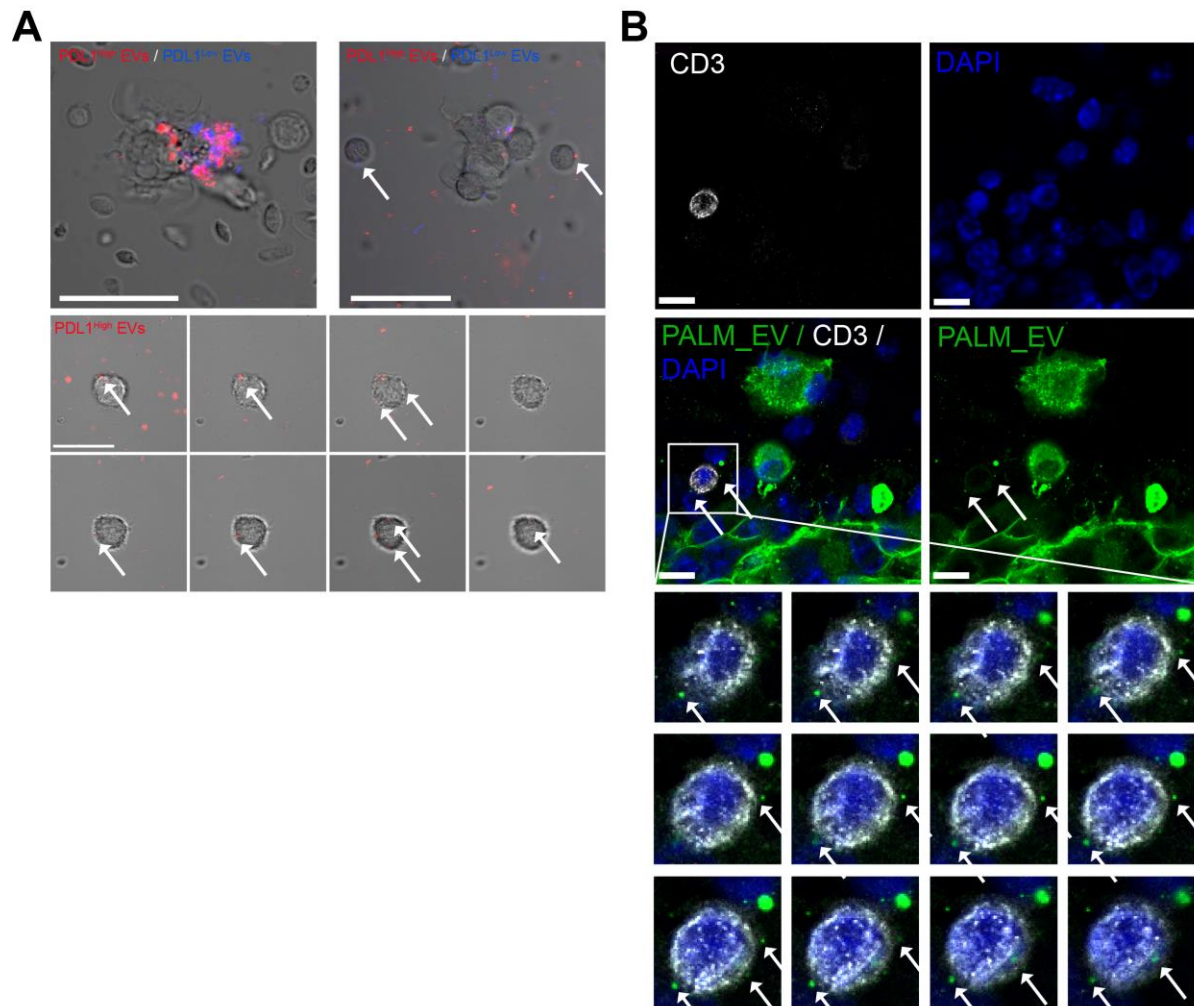 A
PDL1High EVs / PDL1Low EVs
PDL1High EVs / PDL1Low EVs
PDL1High EVs
B
CD3
DAPI
PALM_EV / CD3 /
DAPI
PALM_EV